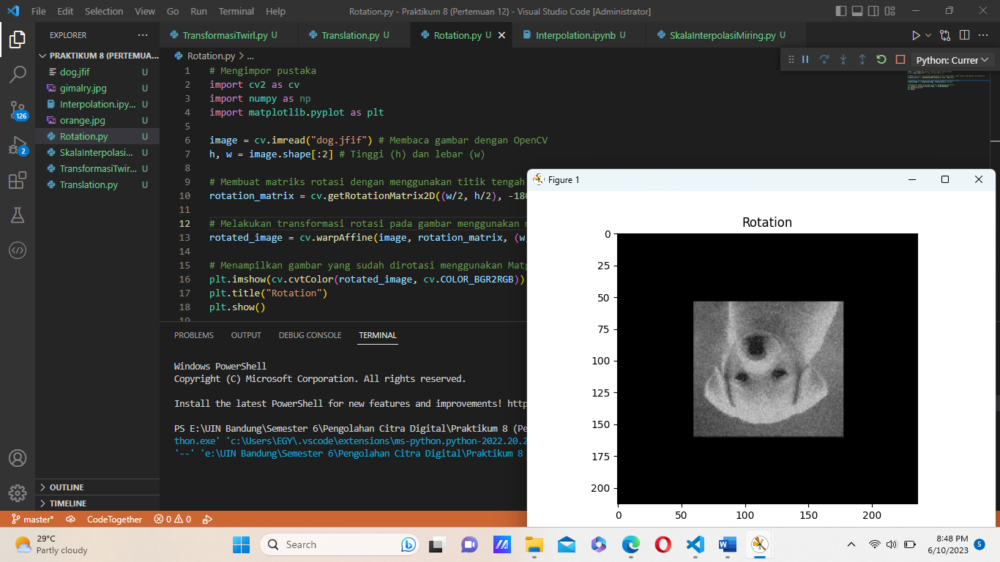 File Edit Selection View Go Run Terminal Help
Rotation.py - Praktikum 8 (Pertemuan 12) - Visual Studio Code [Administrator]
EXPLORER
TransformasiTwirl.py U
Translation.py U
Rotation.py U
Interpolation.ipynb U
SkalaInterpolasiMiring.py U
Python: Currer
PRAKTIKUM 8 (PERTEMUA...
dog.jfif U
gimalry.jpg U
Interpolation.ipy... U
orange.jpg U
Rotation.py U
SkalaInterpolasi... U
TransformasiTwir... U
Translation.py U
126
2
Rotation.py > ...
1 # Mengimpor pustaka
2 import cv2 as cv
3 import numpy as np
4 import matplotlib.pyplot as plt
5
6 image = cv.imread("dog.jfif") # Membaca gambar dengan OpenCV
7 h, w = image.shape[:2] # Tinggi (h) dan lebar (w)
8
9 # Membuat matriks rotasi dengan menggunakan titik tengah
10 rotation_matrix = cv.getRotationMatrix2D((w/2, h/2), -180
11
12 # Melakukan transformasi rotasi pada gambar menggunakan
13 rotated_image = cv.warpAffine(image, rotation_matrix, (w,
14
15 # Menampilkan gambar yang sudah dirotasi menggunakan Matp
16 plt.imshow(cv.cvtColor(rotated_image, cv.COLOR_BGR2RGB))
17 plt.title("Rotation")
18 plt.show()
19
PROBLEMS OUTPUT DEBUG CONSOLE TERMINAL
Windows PowerShell
Copyright (C) Microsoft Corporation. All rights reserved.
Install the latest PowerShell for new features and improvements! http
PS E:\UIN Bandung\Semester 6\Pengolahan Citra Digital\Praktikum 8 (Pe
thon.exe' 'c:\Users\EGY\.vscode\extensions\ms-python.python-2022.20.2
'--' 'e:\UIN Bandung\Semester 6\Pengolahan Citra Digital\Praktikum 8
Figure 1
Rotation
0
25
50
75
100
125
150
175
200
0 50 100 150 200
OUTLINE
TIMELINE
master* CodeTogether 0 0
29°C
Partly cloudy
Search
8:48 PM
6/10/2023
5